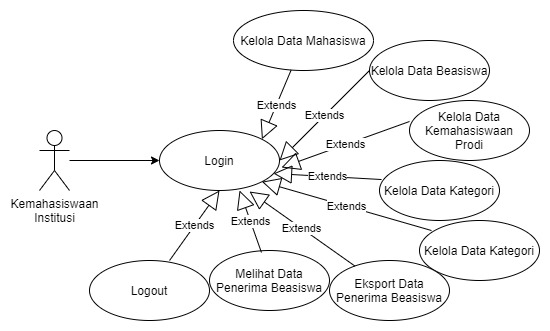 Kelola Data Mahasiswa
Kelola Data Beasiswa
Extends
Extends
Kelola Data
Kemahasiswaan
Prodi
Extends
Login
Extends
Kelola Data Kategori
Kemahasiswaan
Institusi
Extends
Extends
Extends
Extends
Kelola Data Kategori
Logout
Melihat Data
Penerima Beasiswa
Eksport Data
Penerima Beasiswa